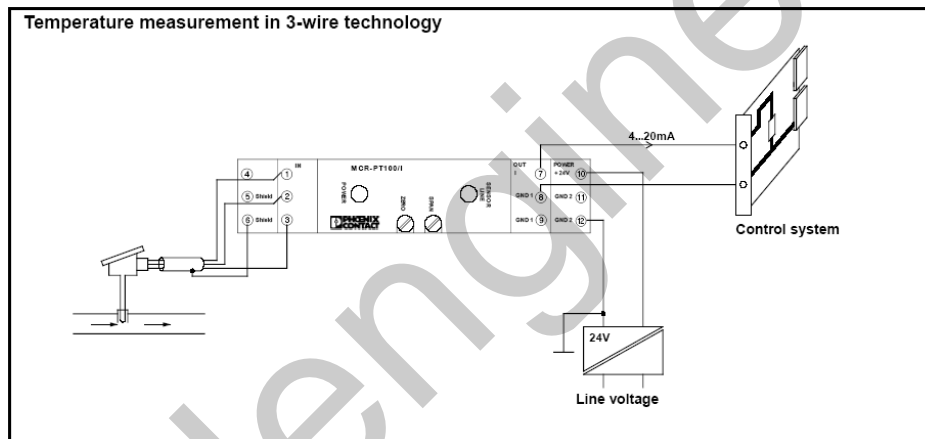 Temperature measurement in 3-wire technology
4...20mA
IN
MCR-PT100/I
OUT
I
POWER
+ 24V
4
1
7
10
5 Shield
2
POWER
ZERO
SPAN
LINE
SENSOR
GND 1 8
GND 2 11
6 Shield
3
PHŒNIX
CONTACT
GND 1 9
GND 2 12
Control system
24V
Line voltage
engine